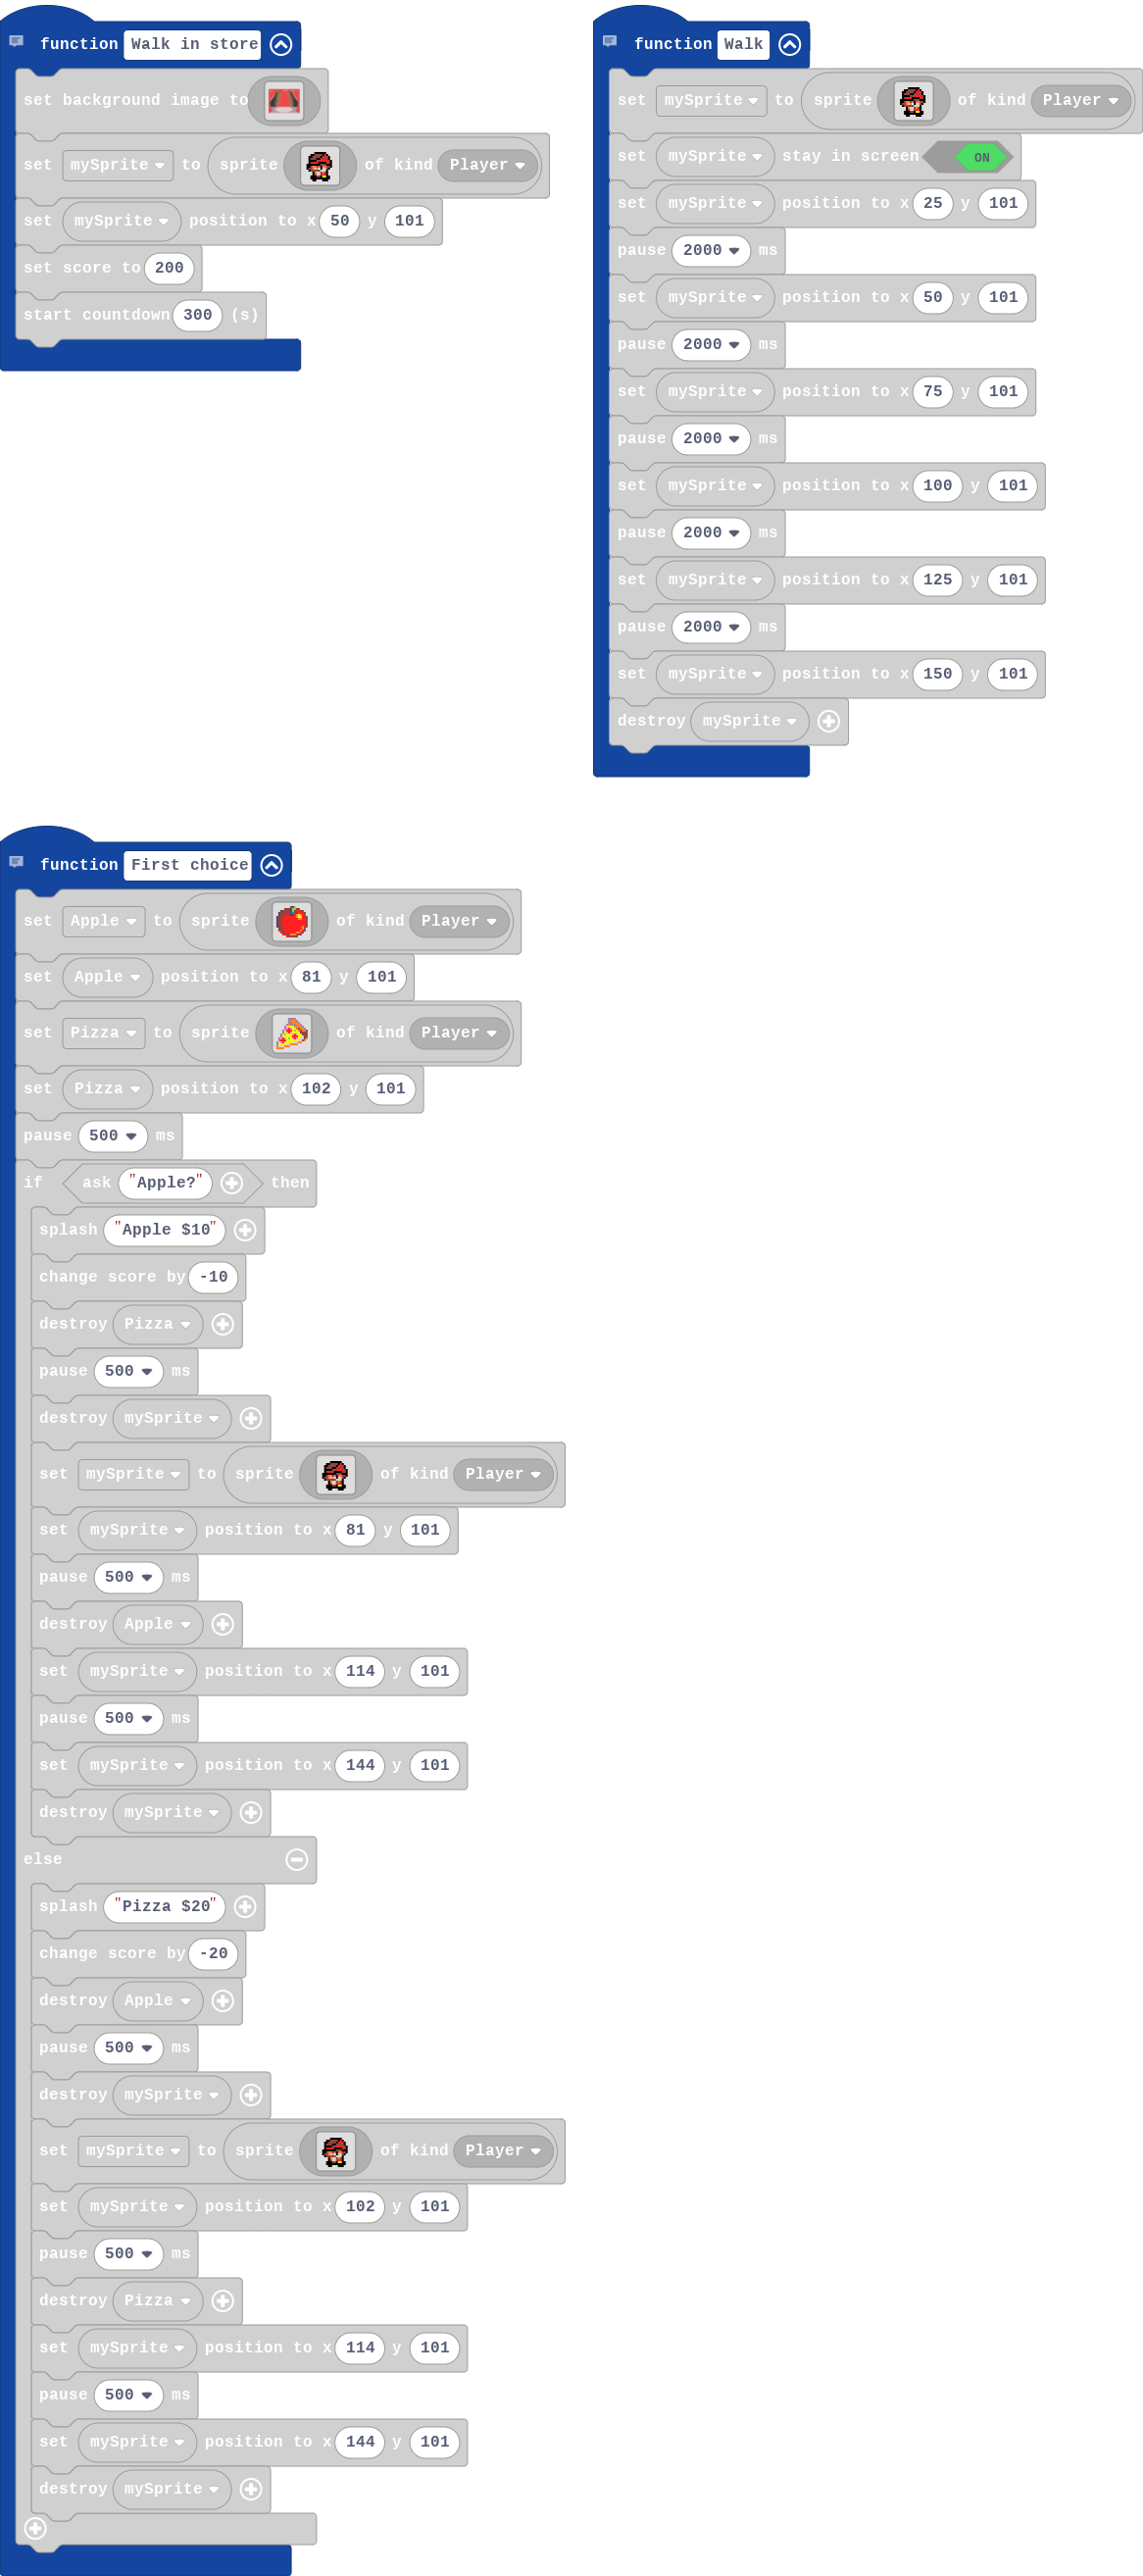 function Walk in store
set background image to
set mySprite to sprite of kind Player
set mySprite position to x 50 y 101
set score to 200
start countdown 300 (s)
function Walk
set mySprite to sprite of kind Player
set mySprite stay in screen ON
set mySprite position to x 25 y 101
pause 2000 ms
set mySprite position to x 50 y 101
pause 2000 ms
set mySprite position to x 75 y 101
pause 2000 ms
set mySprite position to x 100 y 101
pause 2000 ms
set mySprite position to x 125 y 101
pause 2000 ms
set mySprite position to x 150 y 101
destroy mySprite
function First choice
set Apple to sprite of kind Player
set Apple position to x 81 y 101
set Pizza to sprite of kind Player
set Pizza position to x 102 y 101
pause 500 ms
if ask "Apple?" then
splash "Apple $10"
change score by -10
destroy Pizza
pause 500 ms
destroy mySprite
set mySprite to sprite of kind Player
set mySprite position to x 81 y 101
pause 500 ms
destroy Apple
set mySprite position to x 114 y 101
pause 500 ms
set mySprite position to x 144 y 101
destroy mySprite
else
splash "Pizza $20"
change score by -20
destroy Apple
pause 500 ms
destroy mySprite
set mySprite to sprite of kind Player
set mySprite position to x 102 y 101
pause 500 ms
destroy Pizza
set mySprite position to x 114 y 101
pause 500 ms
set mySprite position to x 144 y 101
destroy mySprite